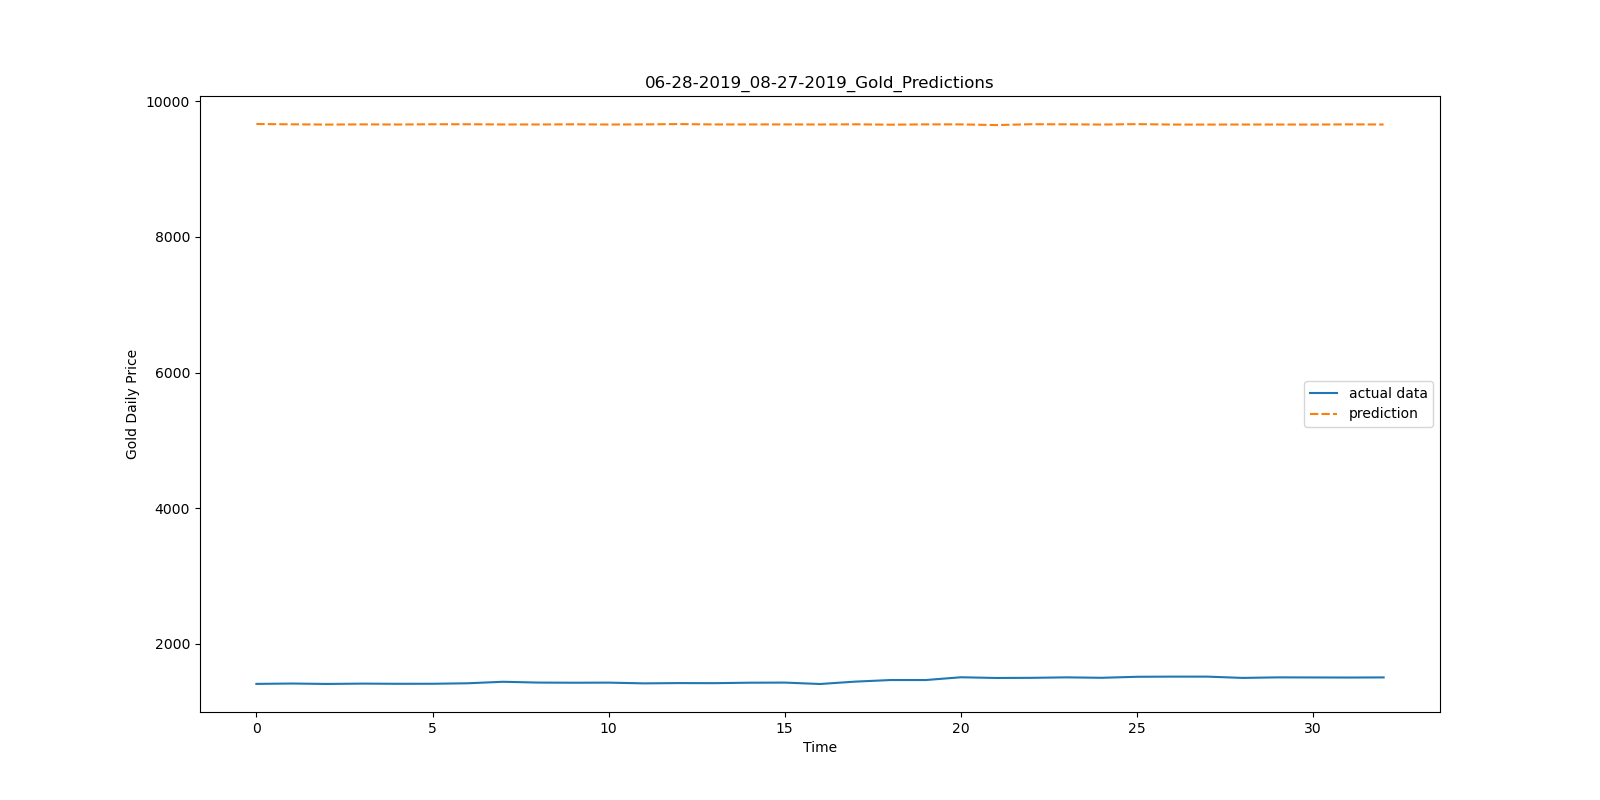 06-28-2019_08-27-2019_Gold_Predictions
10000
8000
6000
4000
2000
Gold Daily Price
actual data
prediction
0 5 10 15 20 25 30
Time